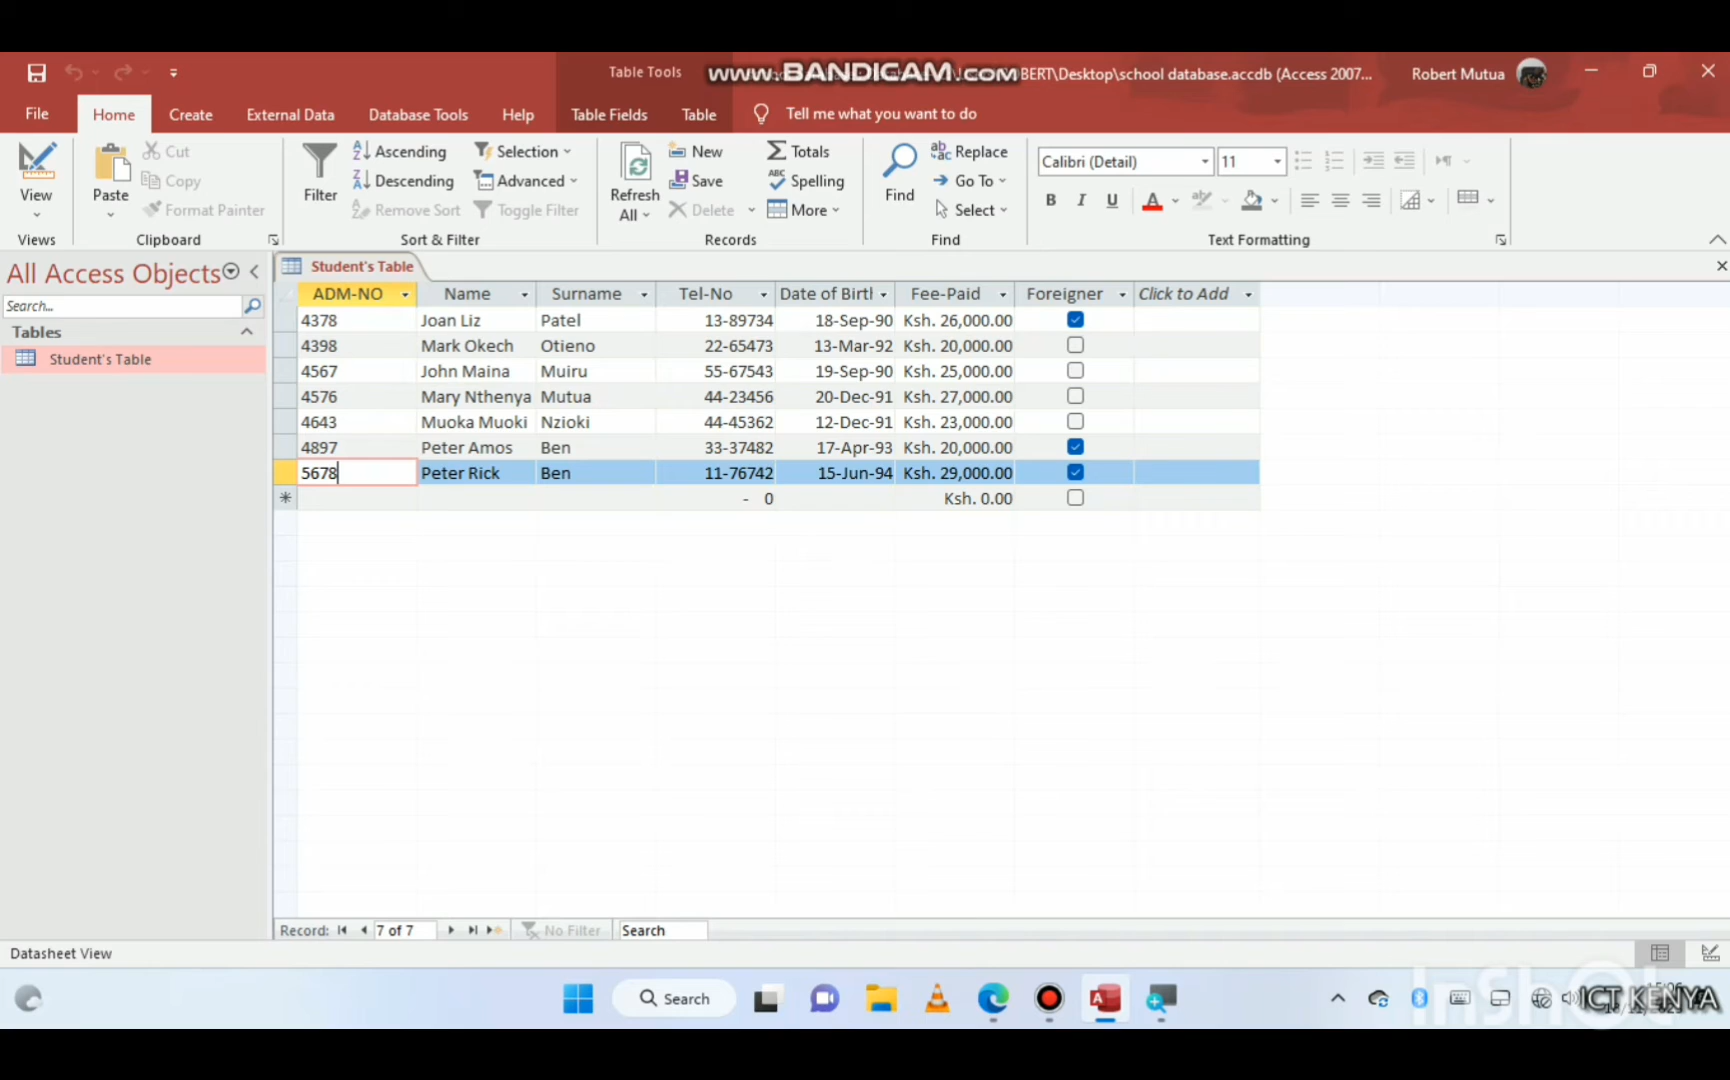 www.BANDICAM.com
Table Tools
\Desktop\school database.accdb (Access 2007...
Robert Mutua
File Home Create External Data Database Tools Help Table Fields Table Tell me what you want to do
View
Views
Paste
Cut
Copy
Format Painter
Clipboard
Filter
Ascending
Descending
Remove Sort
Selection
Advanced
Toggle Filter
Sort & Filter
Refresh
All
New
Save
Delete
Totals
Spelling
More
Records
Find
Replace
Go To
Select
Find
Calibri (Detail) 11
B I U A
Text Formatting
All Access Objects
Search...
Tables
Student's Table
Student's Table
ADM-NO Name Surname Tel-No Date of Birth Fee-Paid Foreigner Click to Add
4378 Joan Liz Patel 13-89734 18-Sep-90 Ksh. 26,000.00
4398 Mark Okech Otieno 22-65473 13-Mar-92 Ksh. 20,000.00
4567 John Maina Muiru 55-67543 19-Sep-90 Ksh. 25,000.00
4576 Mary Nthenya Mutua 44-23456 20-Dec-91 Ksh. 27,000.00
4643 Muoka Muoki Nzioki 44-45362 12-Dec-91 Ksh. 23,000.00
4897 Peter Amos Ben 33-37482 17-Apr-93 Ksh. 20,000.00
5678 Peter Rick Ben 11-76742 15-Jun-94 Ksh. 29,000.00
- 0 Ksh. 0.00
Record: 7 of 7 No Filter Search
Datasheet View
Search
ICT KENYA
InShot